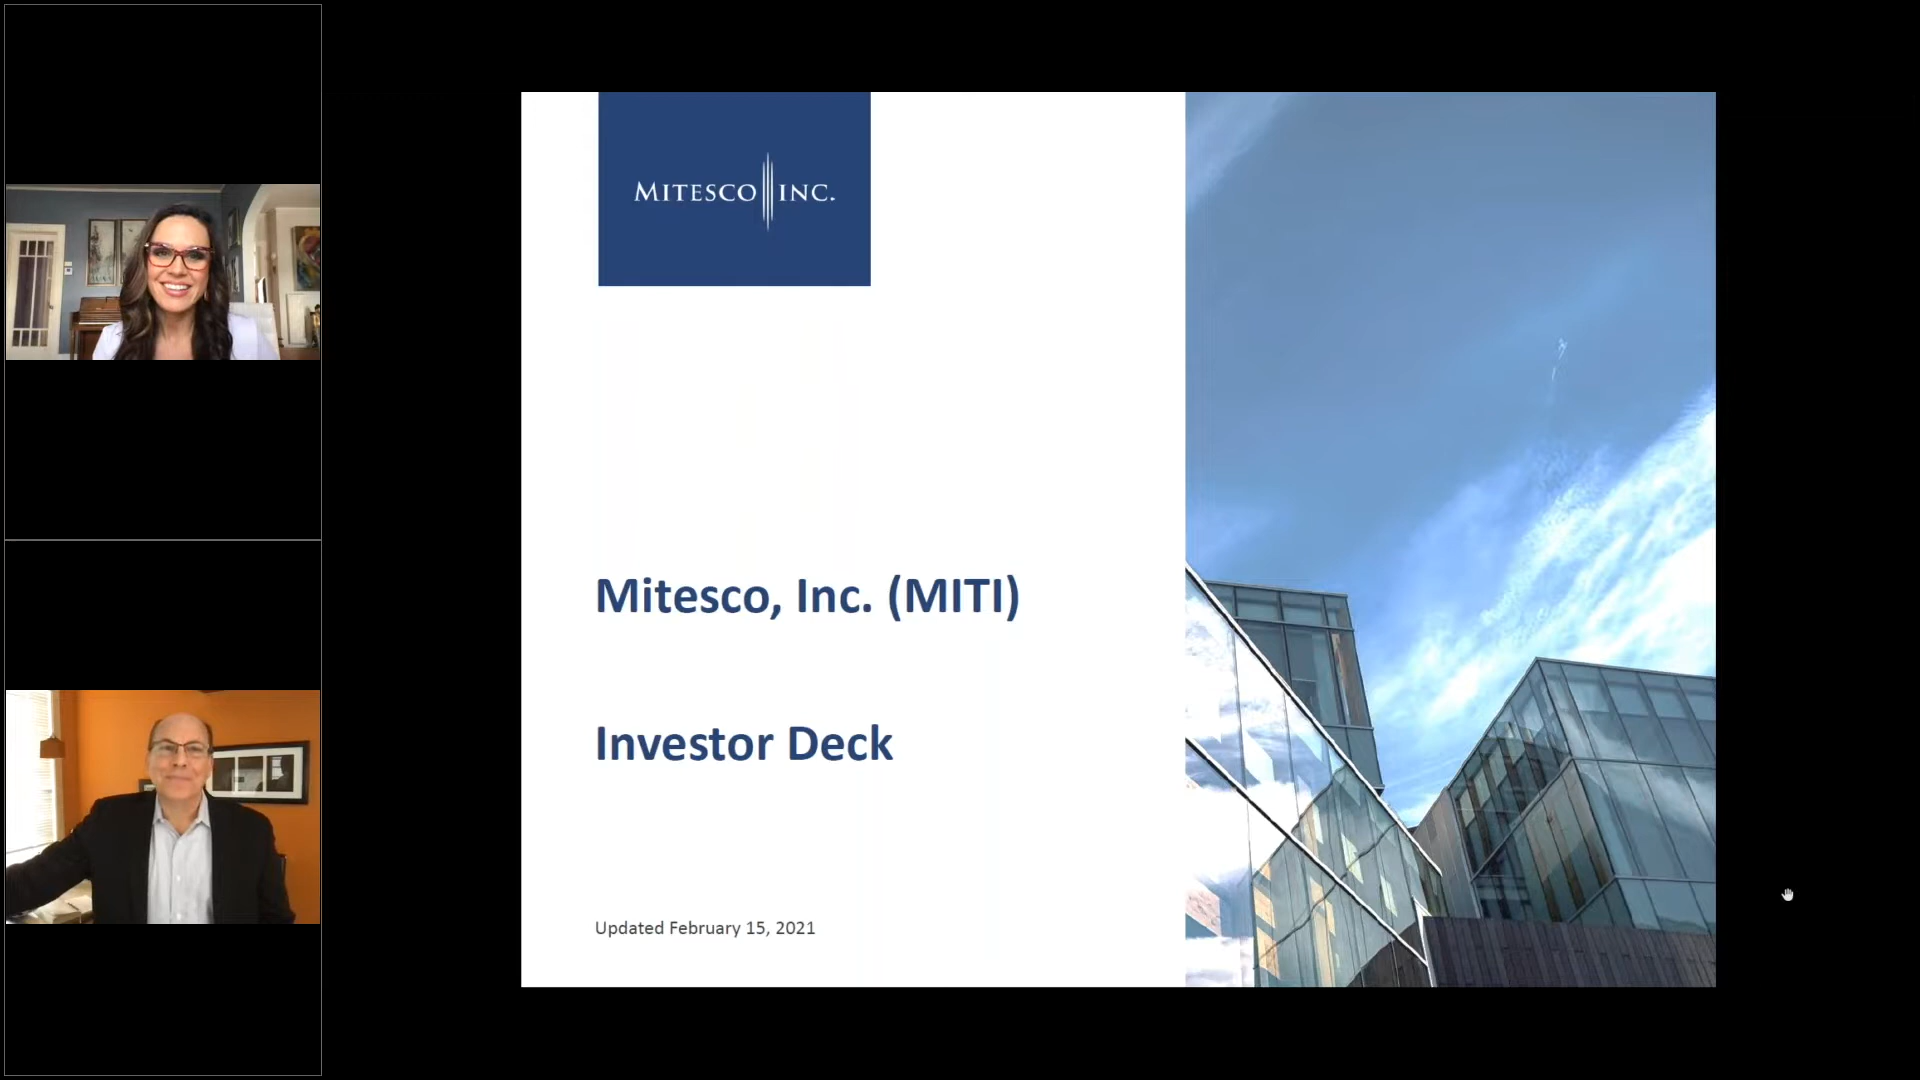 MITESCO INC.
Mitesco, Inc. (MITI)
Investor Deck
Updated February 15, 2021